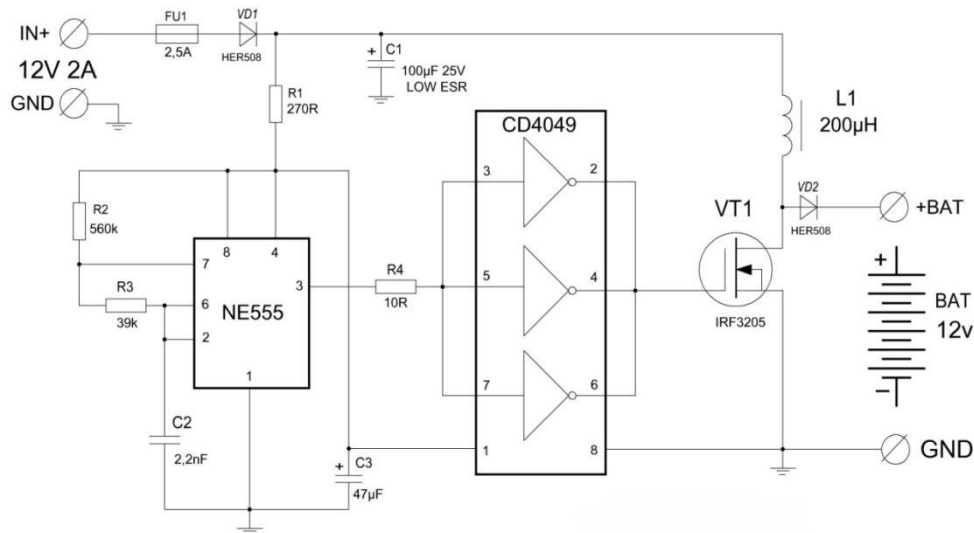 FU1
VD1
IN+
2,5A
HER508
12V 2A
GND
+
C1
100µF 25V
LOW ESR
R1
270R
L1
200µH
CD4049
R2
560k
3
2
VT1
VD2
HER508
+BAT
8
4
7
R4
3
10R
5
4
IRF3205
+
BAT
12v
−
R3
39k
6
NE555
2
1
7
6
C2
2,2nF
+
C3
47µF
1
8
GND